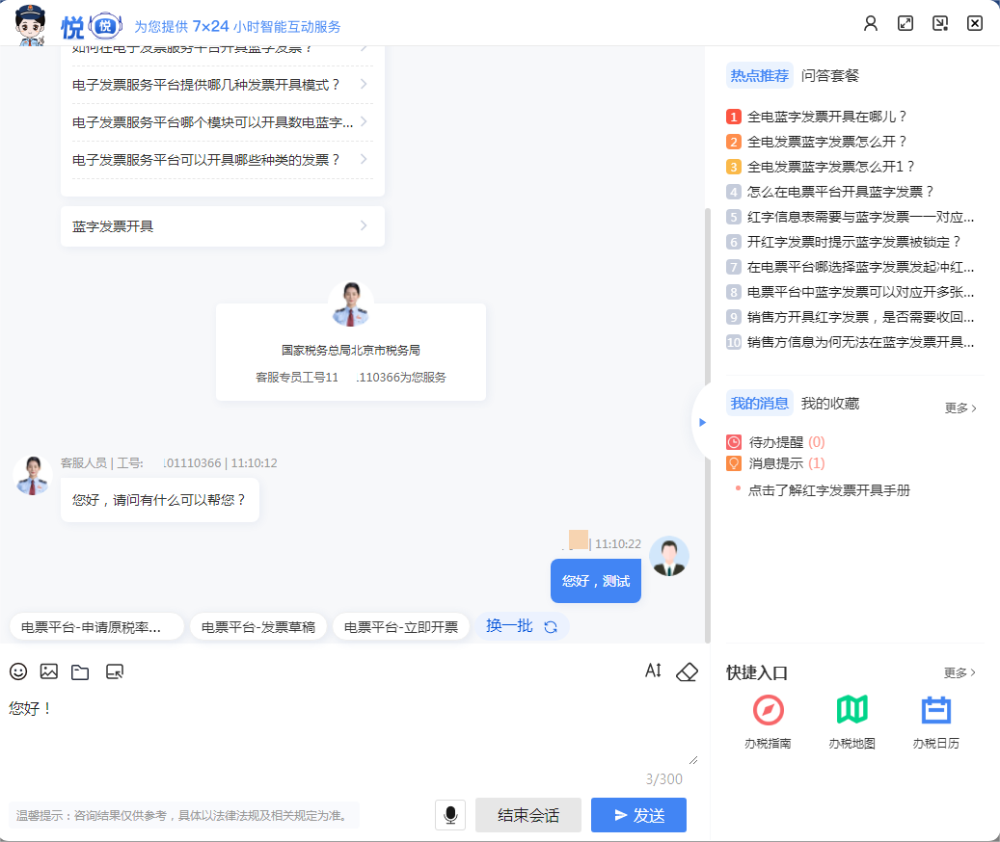 悦 悦 为您提供 7×24 小时智能互动服务
如何在电子发票服务平台开具蓝字发票？
电子发票服务平台提供哪几种发票开具模式？
电子发票服务平台哪个模块可以开具数电蓝字...
电子发票服务平台可以开具哪些种类的发票？
蓝字发票开具
国家税务总局北京市税务局
客服专员工号11 .110366为您服务
客服人员 | 工号: 101110366 | 11:10:12
您好，请问有什么可以帮您？
| 11:10:22
您好，测试
电票平台-申请原税率...
电票平台-发票草稿
电票平台-立即开票
换一批
您好！
3/300
温馨提示：咨询结果仅供参考，具体以法律法规及相关规定为准。
结束会话
发送
热点推荐 问答套餐
1 全电蓝字发票开具在哪儿？
2 全电发票蓝字发票怎么开？
3 全电发票蓝字发票怎么开1？
4 怎么在电票平台开具蓝字发票？
5 红字信息表需要与蓝字发票一一对应...
6 开红字发票时提示蓝字发票被锁定？
7 在电票平台哪选择蓝字发票发起冲红...
8 电票平台中蓝字发票可以对应开多张...
9 销售方开具红字发票，是否需要收回...
10 销售方信息为何无法在蓝字发票开具...
我的消息 我的收藏 更多
待办提醒 (0)
消息提示 (1)
点击了解红字发票开具手册
快捷入口 更多
办税指南
办税地图
办税日历